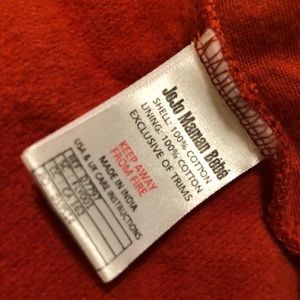 JoJo Maman Bébé
SHELL: 100% COTTON
LINING: 100% COTTON
EXCLUSIVE OF TRIMS
KEEP AWAY
FROM FIRE
MADE IN INDIA
USA & UK CARE INSTRUCTIONS